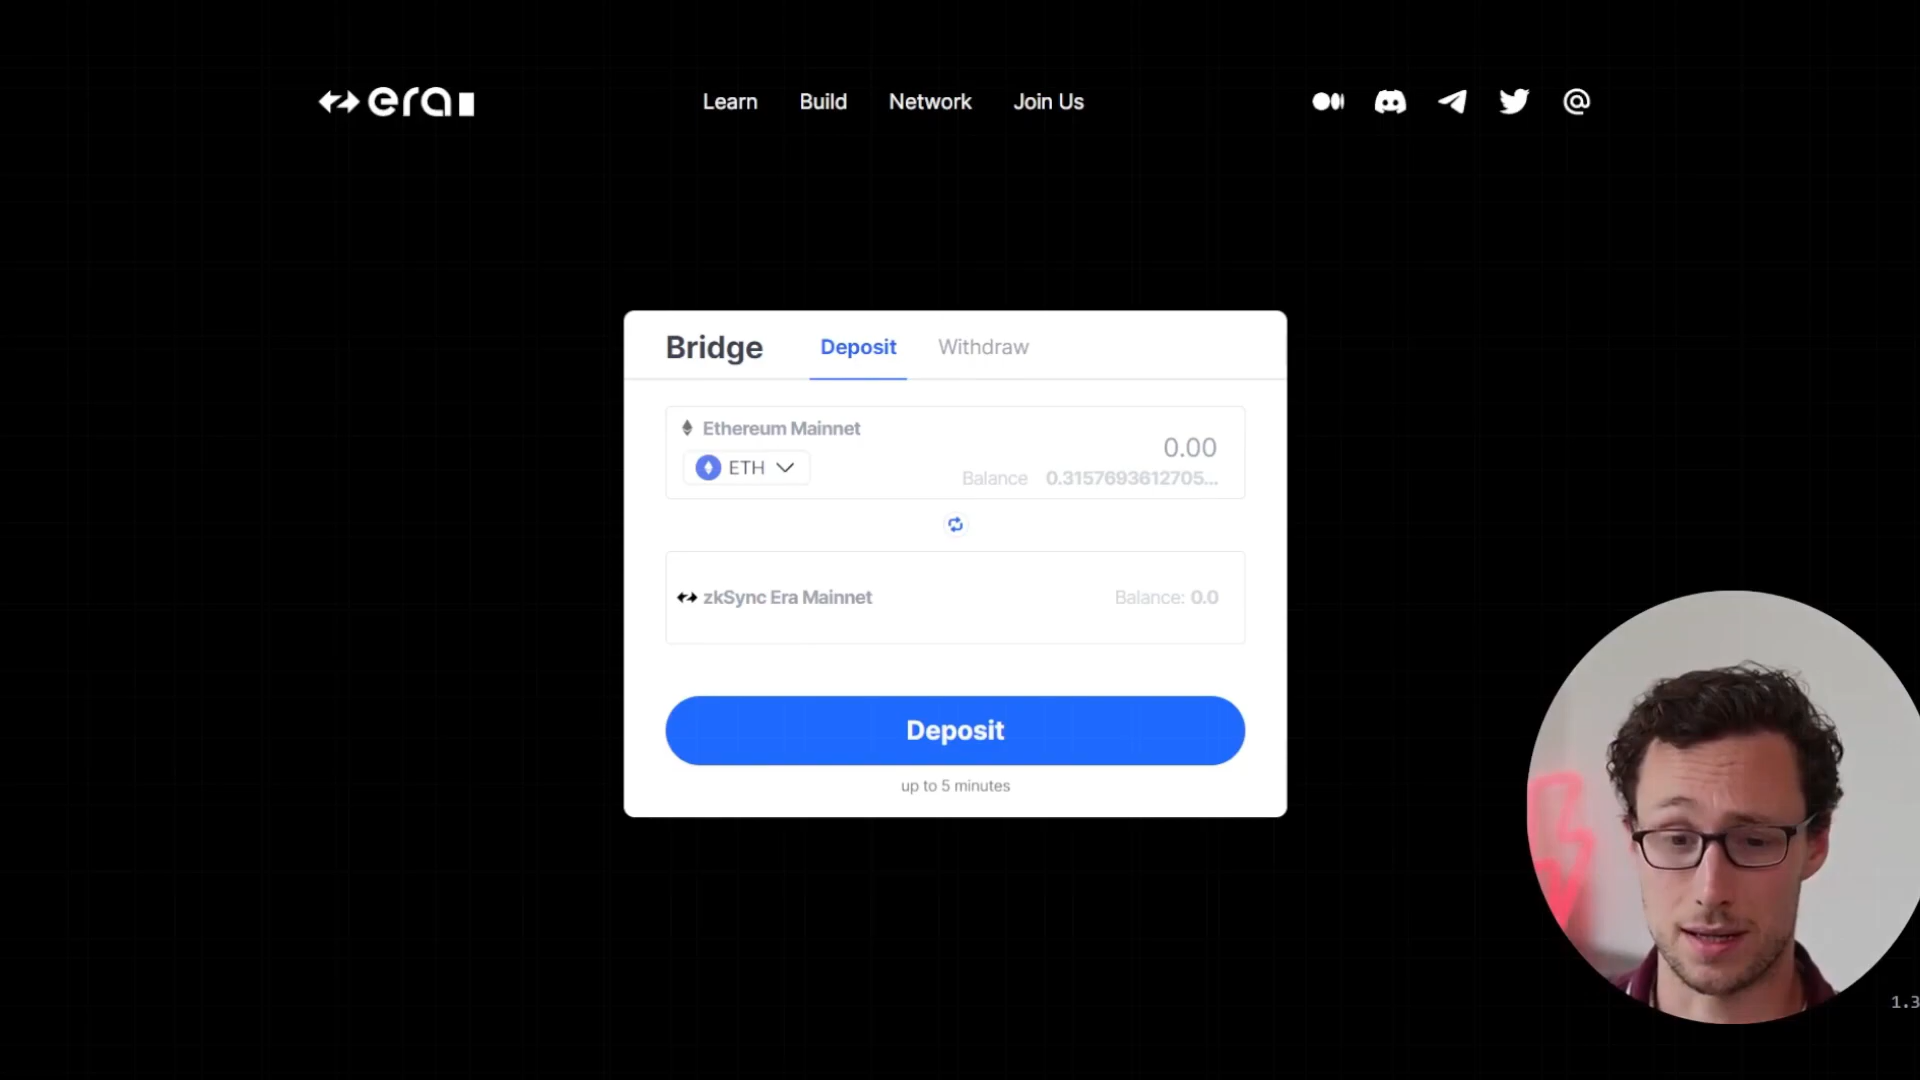 era
Learn Build Network Join Us
Bridge Deposit Withdraw
Ethereum Mainnet
0.00
ETH
Balance 0.3157693612705...
zkSync Era Mainnet Balance: 0.0
Deposit
up to 5 minutes
1.3